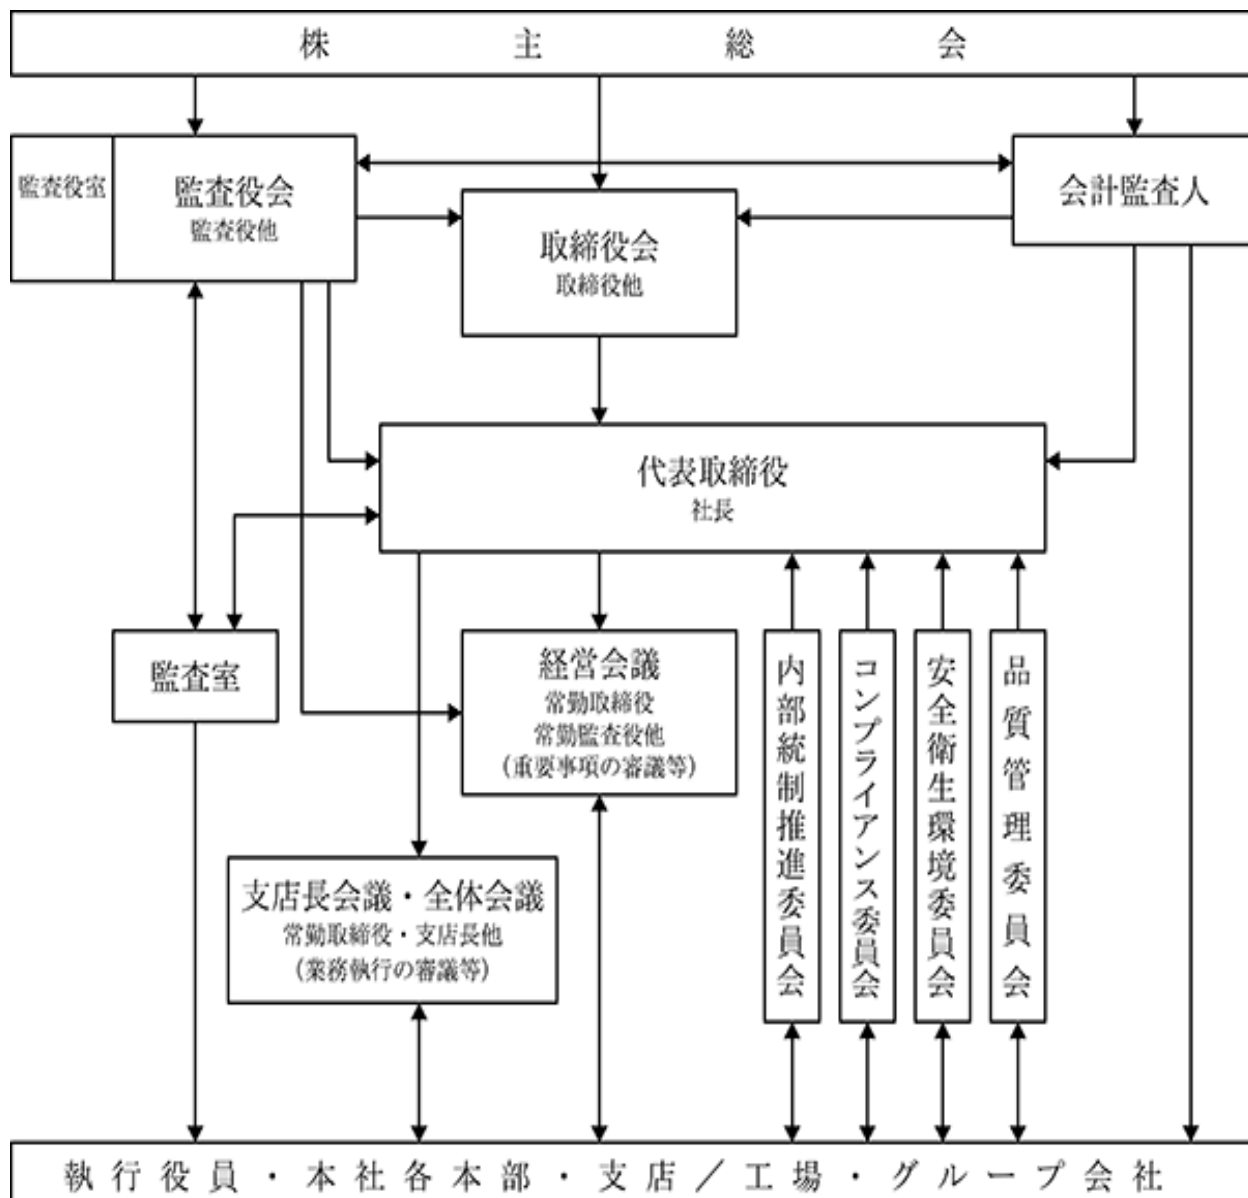 株主総会
監査役室
監査役会
監査役他
会計監査人
取締役会
取締役他
代表取締役
社長
監査室
経営会議
常勤取締役
常勤監査役他
(重要事項の審議等)
支店長会議・全体会議
常勤取締役・支店長他
(業務執行の審議等)
内部統制推進委員会
コンプライアンス委員会
安全衛生環境委員会
品質管理委員会
執行役員・本社各本部・支店／工場・グループ会社